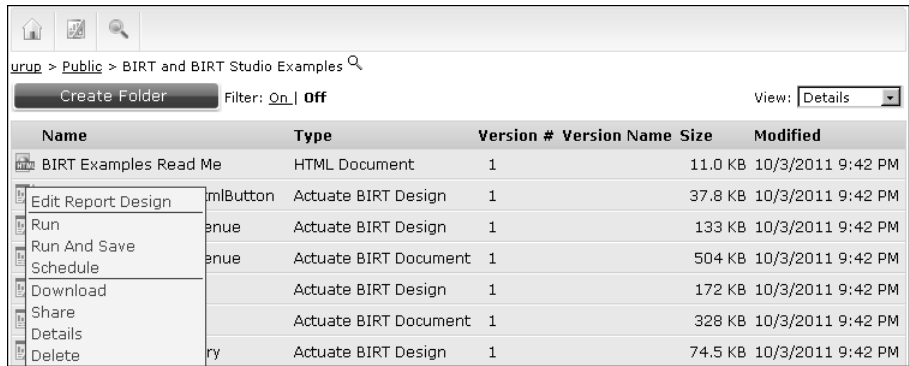 urup > Public > BIRT and BIRT Studio Examples
Create Folder Filter: On | Off View: Details
Name Type Version # Version Name Size Modified
BIRT Examples Read Me HTML Document 1 11.0 KB 10/3/2011 9:42 PM
tmlButton Actuate BIRT Design 1 37.8 KB 10/3/2011 9:42 PM
enue Actuate BIRT Design 1 133 KB 10/3/2011 9:42 PM
enue Actuate BIRT Document 1 504 KB 10/3/2011 9:42 PM
Actuate BIRT Design 1 172 KB 10/3/2011 9:42 PM
Actuate BIRT Document 1 328 KB 10/3/2011 9:42 PM
ry Actuate BIRT Design 1 74.5 KB 10/3/2011 9:42 PM
Edit Report Design
Run
Run And Save
Schedule
Download
Share
Details
Delete